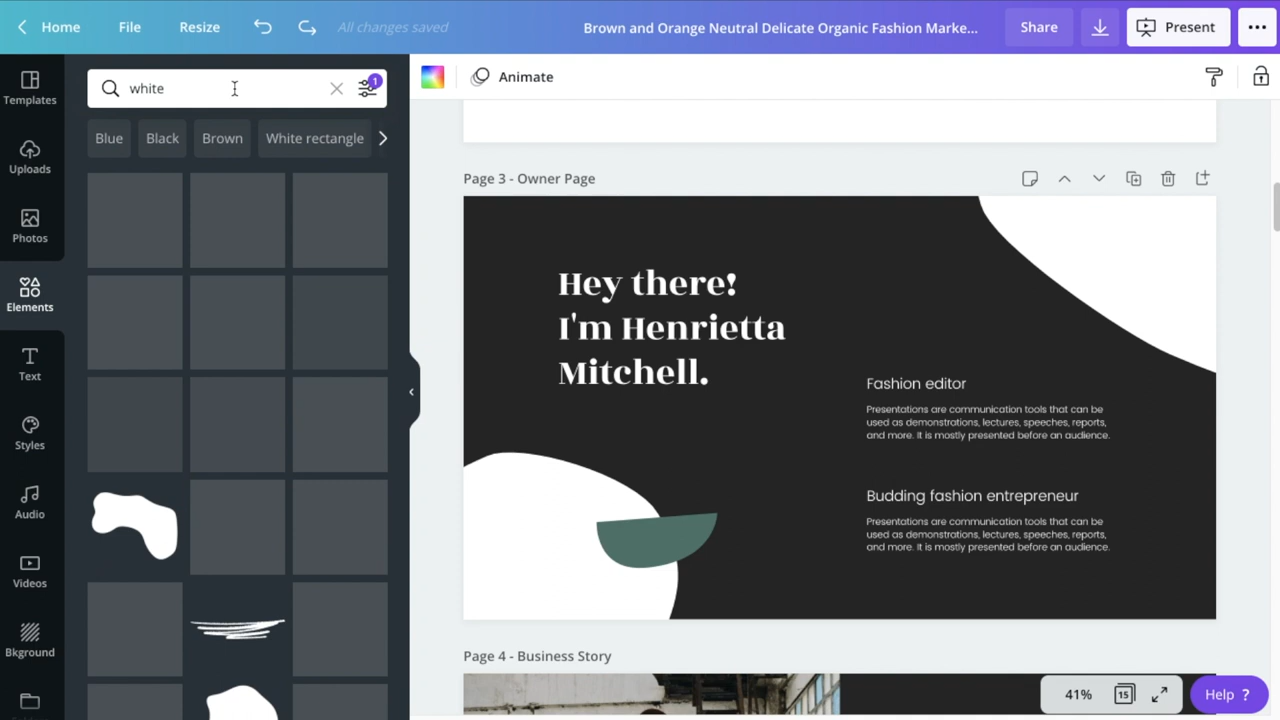 Home
File
Resize
All changes saved
Brown and Orange Neutral Delicate Organic Fashion Marke...
Share
Present
Templates
white
1
Animate
Blue
Black
Brown
White rectangle
Uploads
Photos
Elements
Text
Styles
Audio
Videos
Bkground
Page 3 - Owner Page
Hey there!
I'm Henrietta
Mitchell.
Fashion editor
Presentations are communication tools that can be
used as demonstrations, lectures, speeches, reports,
and more. It is mostly presented before an audience.
Budding fashion entrepreneur
Presentations are communication tools that can be
used as demonstrations, lectures, speeches, reports,
and more. It is mostly presented before an audience.
Page 4 - Business Story
41%
15
Help ?